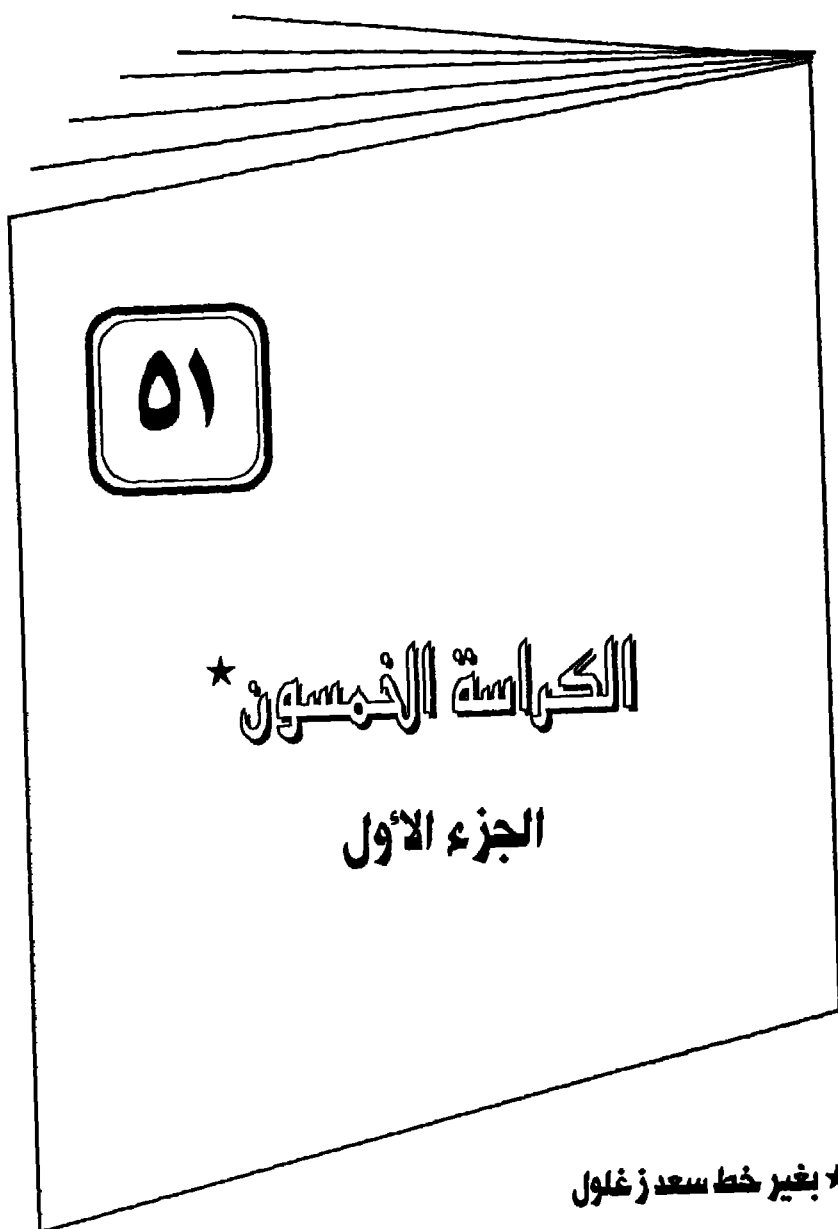 ٥١
الكراسة الخمسون*
الجزء الأول
* بغير خط سعد زغلول